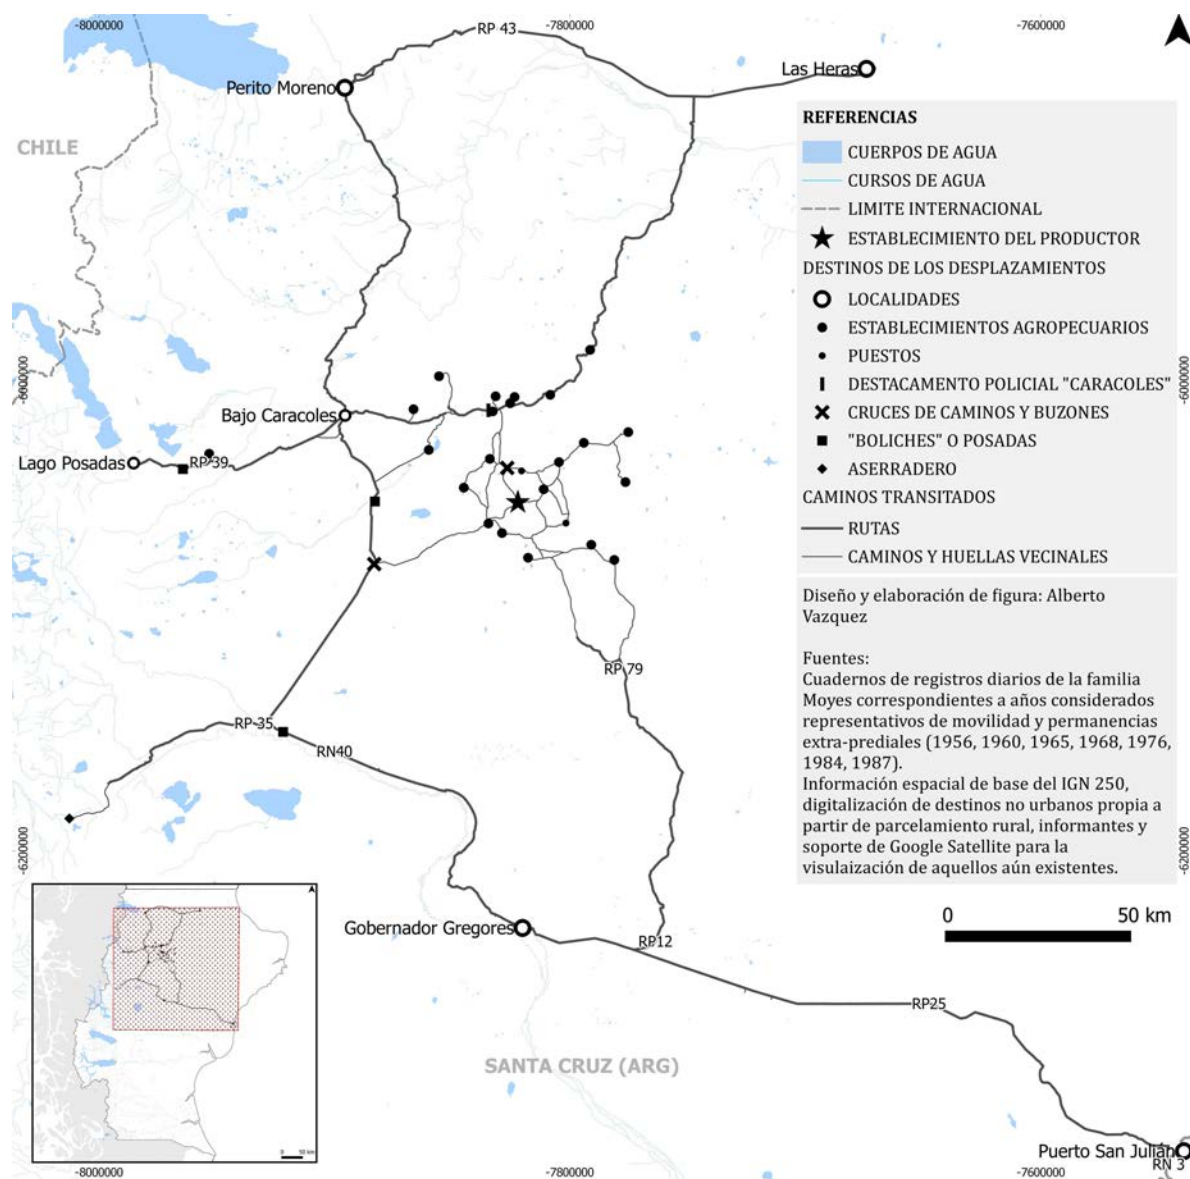 -8000000
-7800000
-7600000
RP 43
Las Heras
Perito Moreno
CHILE
REFERENCIAS
CUERPOS DE AGUA
CURSOS DE AGUA
LIMITE INTERNACIONAL
ESTABLECIMIENTO DEL PRODUCTOR
DESTINOS DE LOS DESPLAZAMIENTOS
LOCALIDADES
ESTABLECIMIENTOS AGROPECUARIOS
PUESTOS
DESTACAMENTO POLICIAL "CARACOLES"
CRUCES DE CAMINOS Y BUZONES
"BOLICHES" O POSADAS
ASERRADERO
CAMINOS TRANSITADOS
RUTAS
CAMINOS Y HUELLAS VECINALES
Diseño y elaboración de figura: Alberto
Vazquez
Fuentes:
Cuadernos de registros diarios de la familia
Moyes correspondientes a años considerados
representativos de movilidad y permanencias
extra-prediales (1956, 1960, 1965, 1968, 1976,
1984, 1987).
Información espacial de base del IGN 250,
digitalización de destinos no urbanos propia a
partir de parcelamiento rural, informantes y
soporte de Google Satellite para la
visulaización de aquellos aún existentes.
-6000000
-6000000
Bajo Caracoles
Lago Posadas
RP 39
RP 79
RP 35
RN40
-6200000
-6200000
Gobernador Gregores
RP12
0 50 km
RP25
SANTA CRUZ (ARG)
0 50 km
Puerto San Julián
RN 3
-8000000
-7800000
-7600000